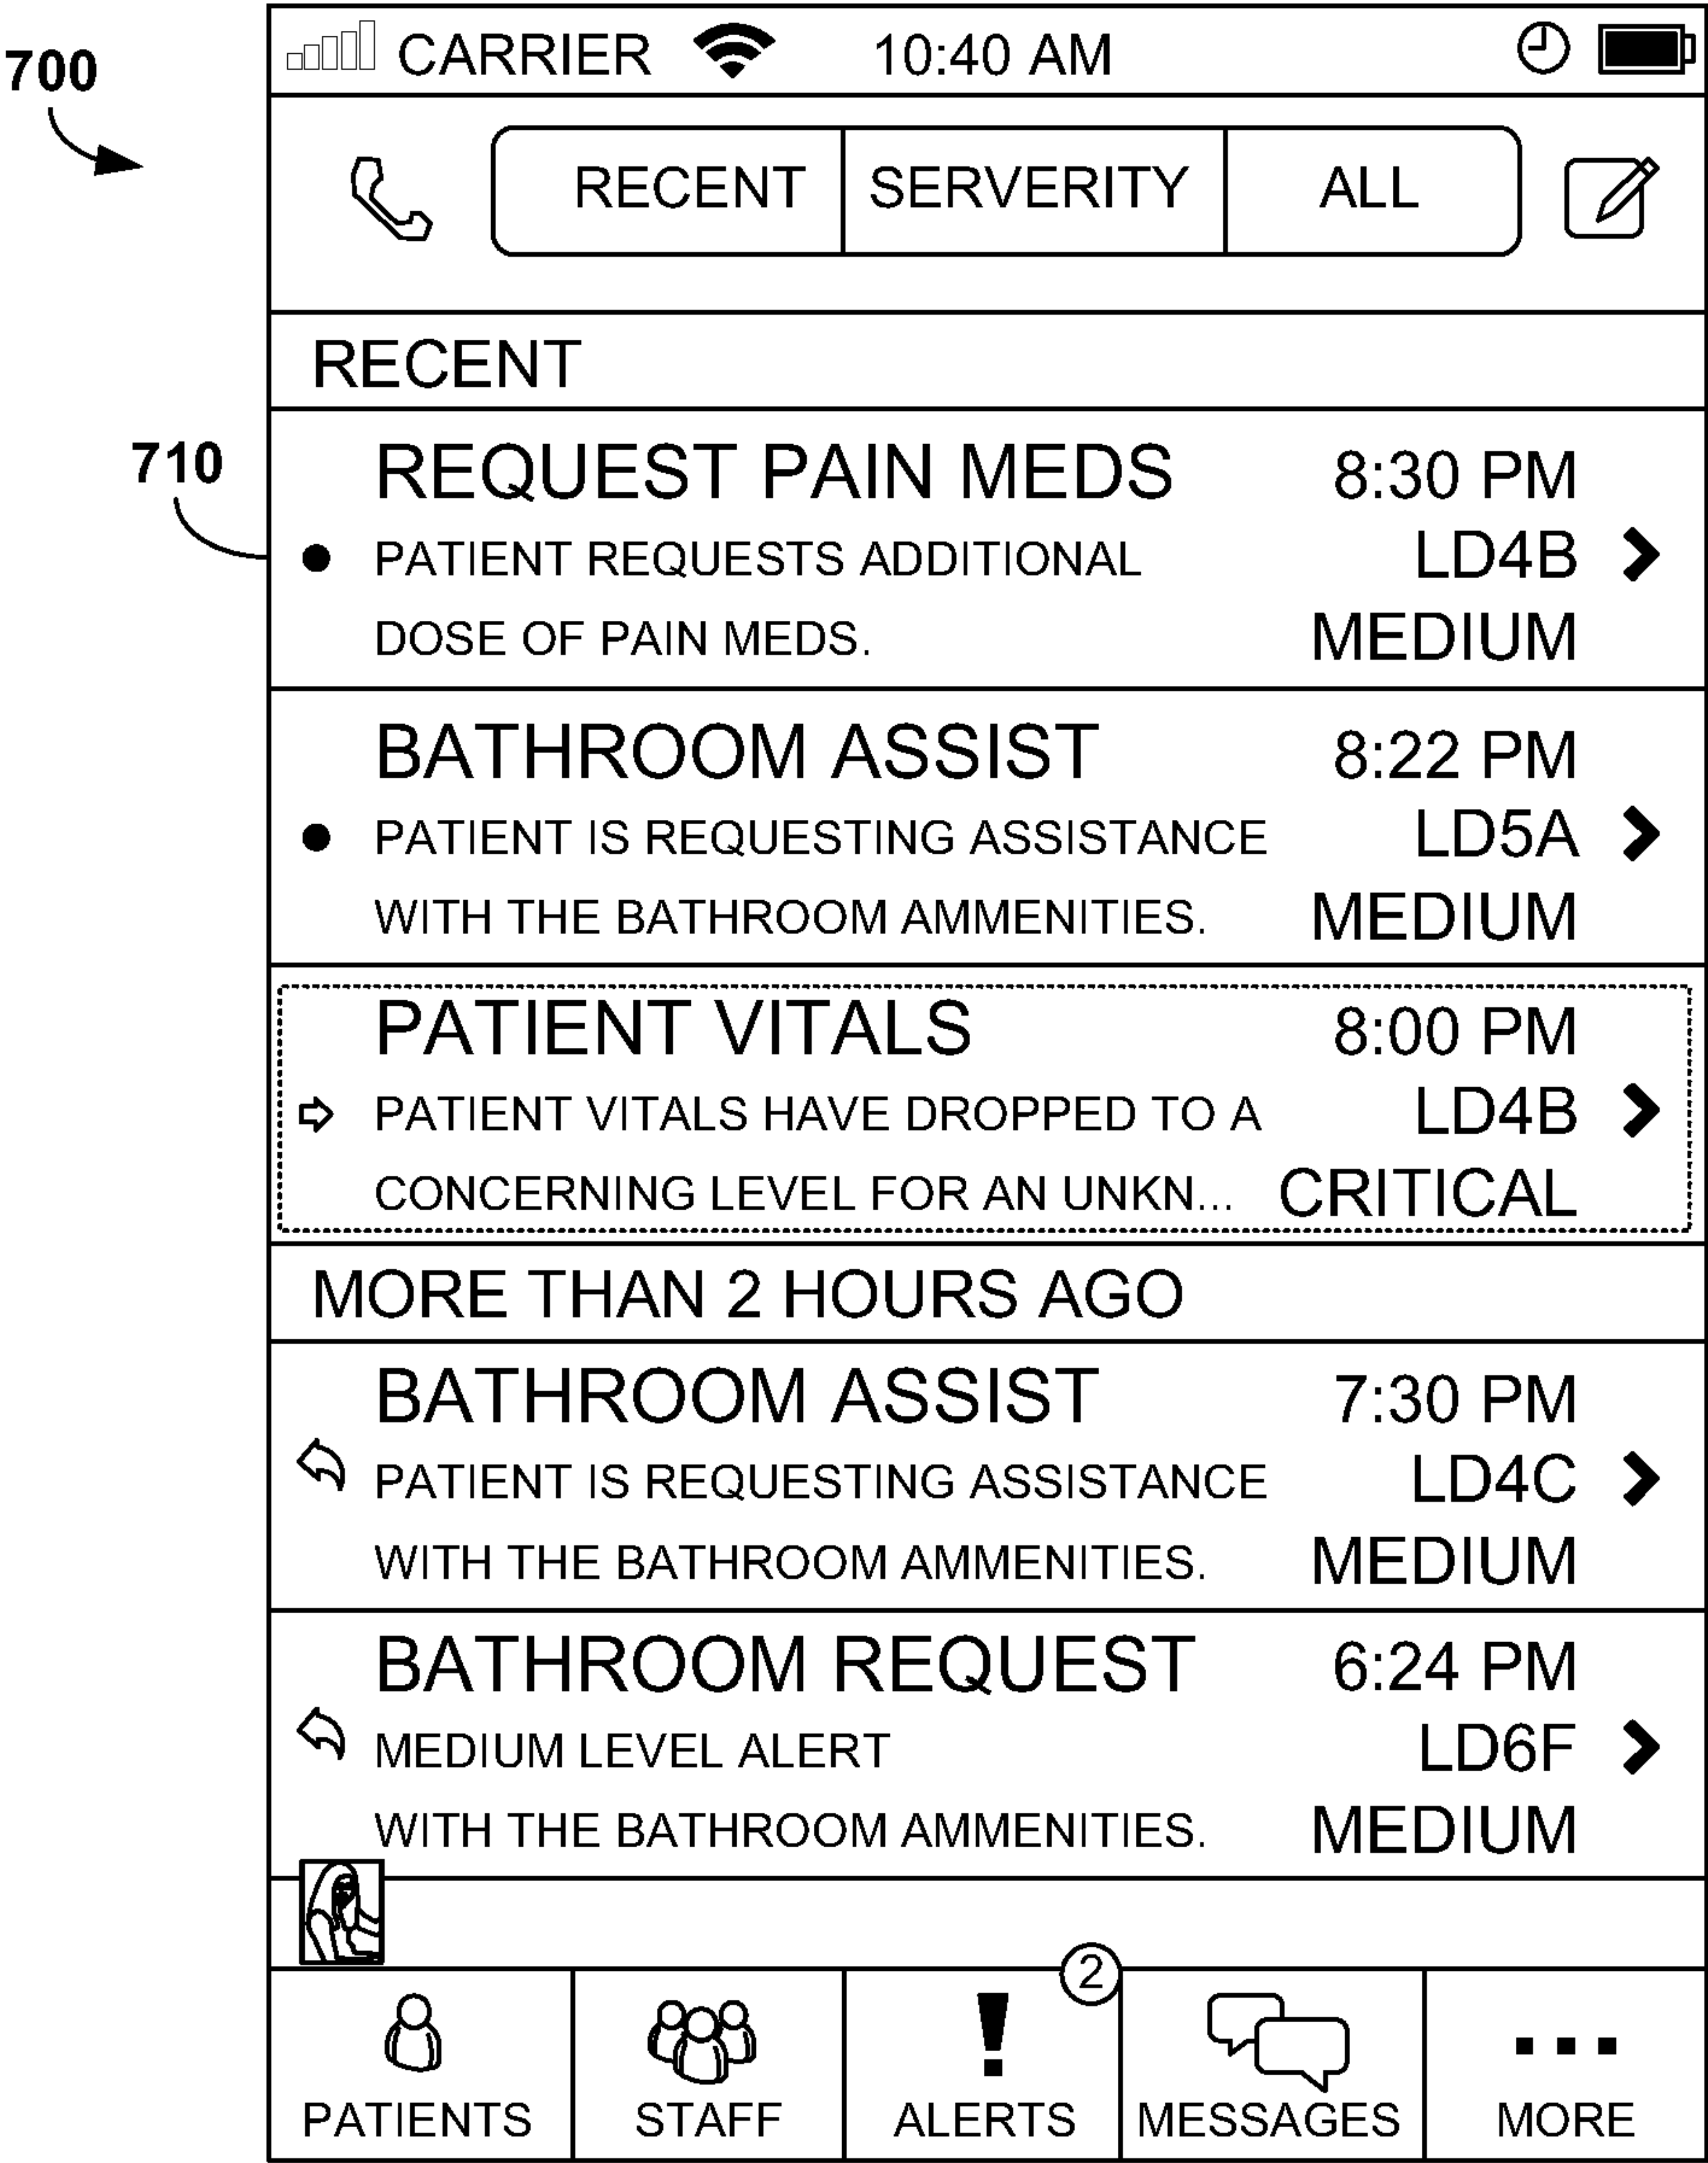 700
CARRIER 10:40 AM
RECENT SERVERITY ALL
RECENT
710
REQUEST PAIN MEDS 8:30 PM
PATIENT REQUESTS ADDITIONAL LD4B
DOSE OF PAIN MEDS. MEDIUM
BATHROOM ASSIST 8:22 PM
PATIENT IS REQUESTING ASSISTANCE LD5A
WITH THE BATHROOM AMMENITIES. MEDIUM
PATIENT VITALS 8:00 PM
PATIENT VITALS HAVE DROPPED TO A LD4B
CONCERNING LEVEL FOR AN UNKN... CRITICAL
MORE THAN 2 HOURS AGO
BATHROOM ASSIST 7:30 PM
PATIENT IS REQUESTING ASSISTANCE LD4C
WITH THE BATHROOM AMMENITIES. MEDIUM
BATHROOM REQUEST 6:24 PM
MEDIUM LEVEL ALERT LD6F
WITH THE BATHROOM AMMENITIES. MEDIUM
2
PATIENTS STAFF ALERTS MESSAGES MORE